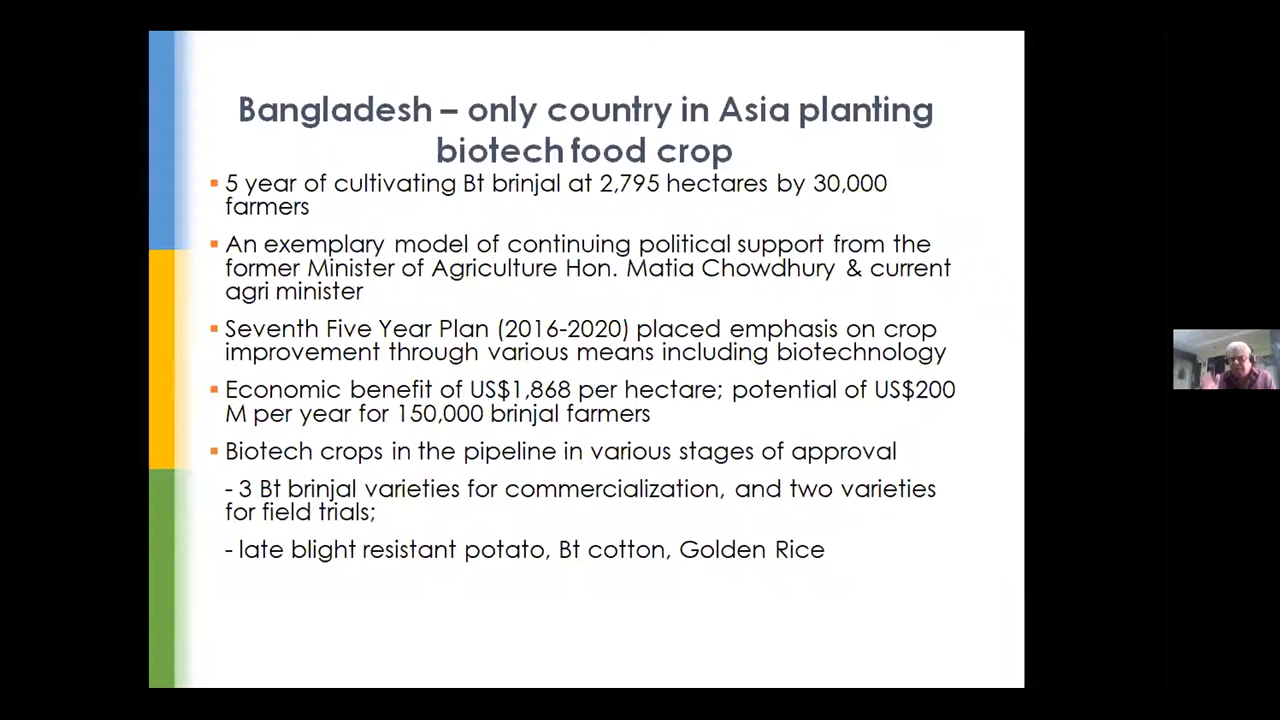 Bangladesh – only country in Asia planting
biotech food crop
▪ 5 year of cultivating Bt brinjal at 2,795 hectares by 30,000
farmers
▪ An exemplary model of continuing political support from the
former Minister of Agriculture Hon. Matia Chowdhury & current
agri minister
▪ Seventh Five Year Plan (2016-2020) placed emphasis on crop
improvement through various means including biotechnology
▪ Economic benefit of US$1,868 per hectare; potential of US$200
M per year for 150,000 brinjal farmers
▪ Biotech crops in the pipeline in various stages of approval
- 3 Bt brinjal varieties for commercialization, and two varieties
for field trials;
- late blight resistant potato, Bt cotton, Golden Rice